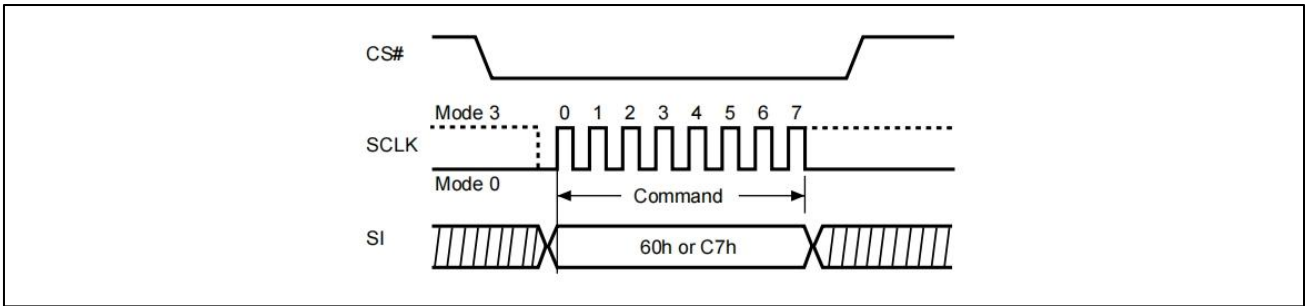 CS#
Mode 3 0 1 2 3 4 5 6 7
SCLK
Mode 0
Command
SI
60h or C7h